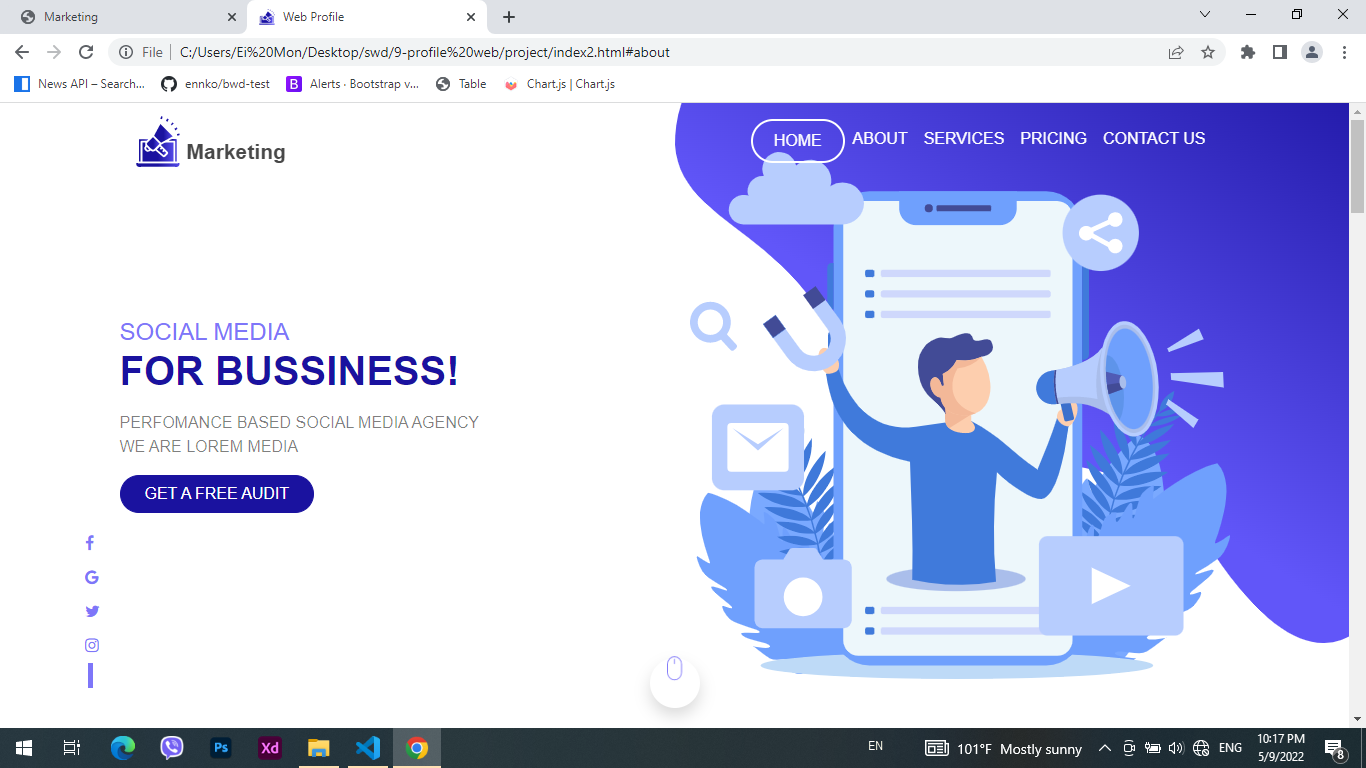 Marketing
Web Profile
File
C:/Users/Ei%20Mon/Desktop/swd/9-profile%20web/project/index2.html#about
News API – Search...
ennko/bwd-test
B
Alerts · Bootstrap v...
Table
Chart.js | Chart.js
Marketing
HOME
ABOUT
SERVICES
PRICING
CONTACT US
SOCIAL MEDIA
FOR BUSSINESS!
PERFOMANCE BASED SOCIAL MEDIA AGENCY
WE ARE LOREM MEDIA
GET A FREE AUDIT
Ps
Xd
EN
101°F Mostly sunny
ENG
10:17 PM
5/9/2022
8